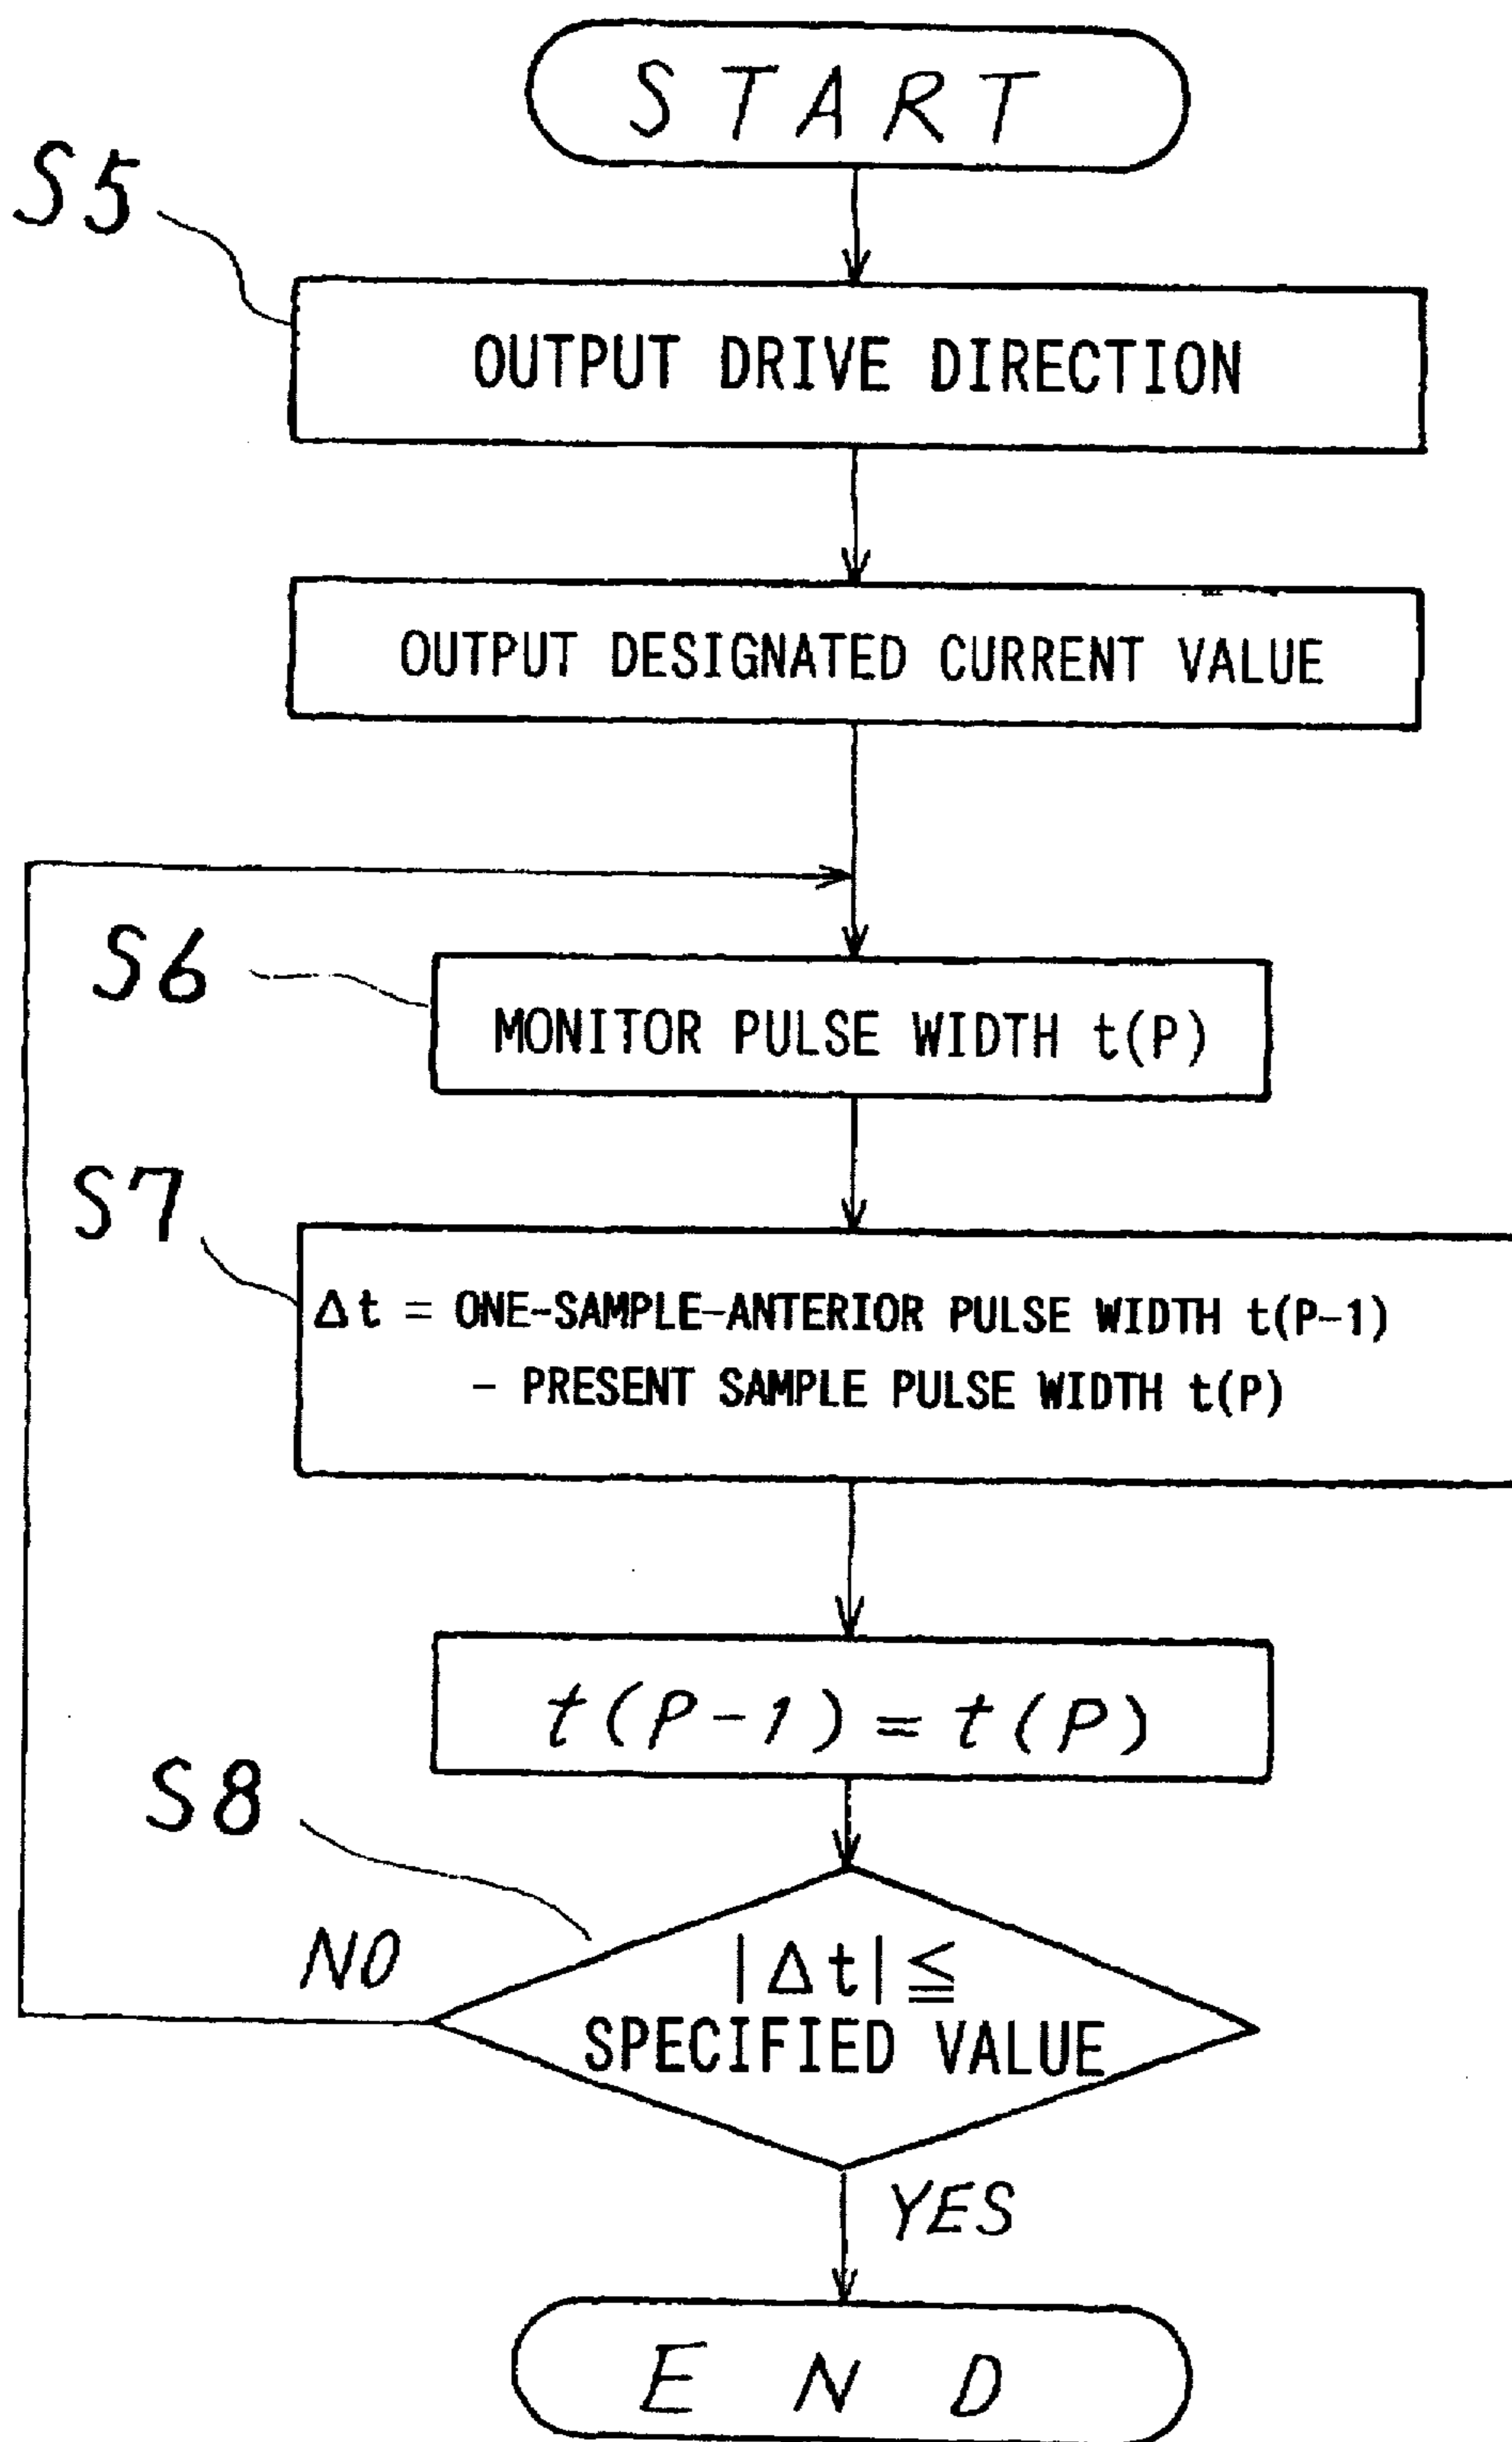 START
S5
OUTPUT DRIVE DIRECTION
OUTPUT DESIGNATED CURRENT VALUE
S6
MONITOR PULSE WIDTH t(P)
S7
Δt = ONE-SAMPLE-ANTERIOR PULSE WIDTH t(P-1)
- PRESENT SAMPLE PULSE WIDTH t(P)
t(P-1) = t(P)
S8
NO
|Δt| ≦
SPECIFIED VALUE
YES
END